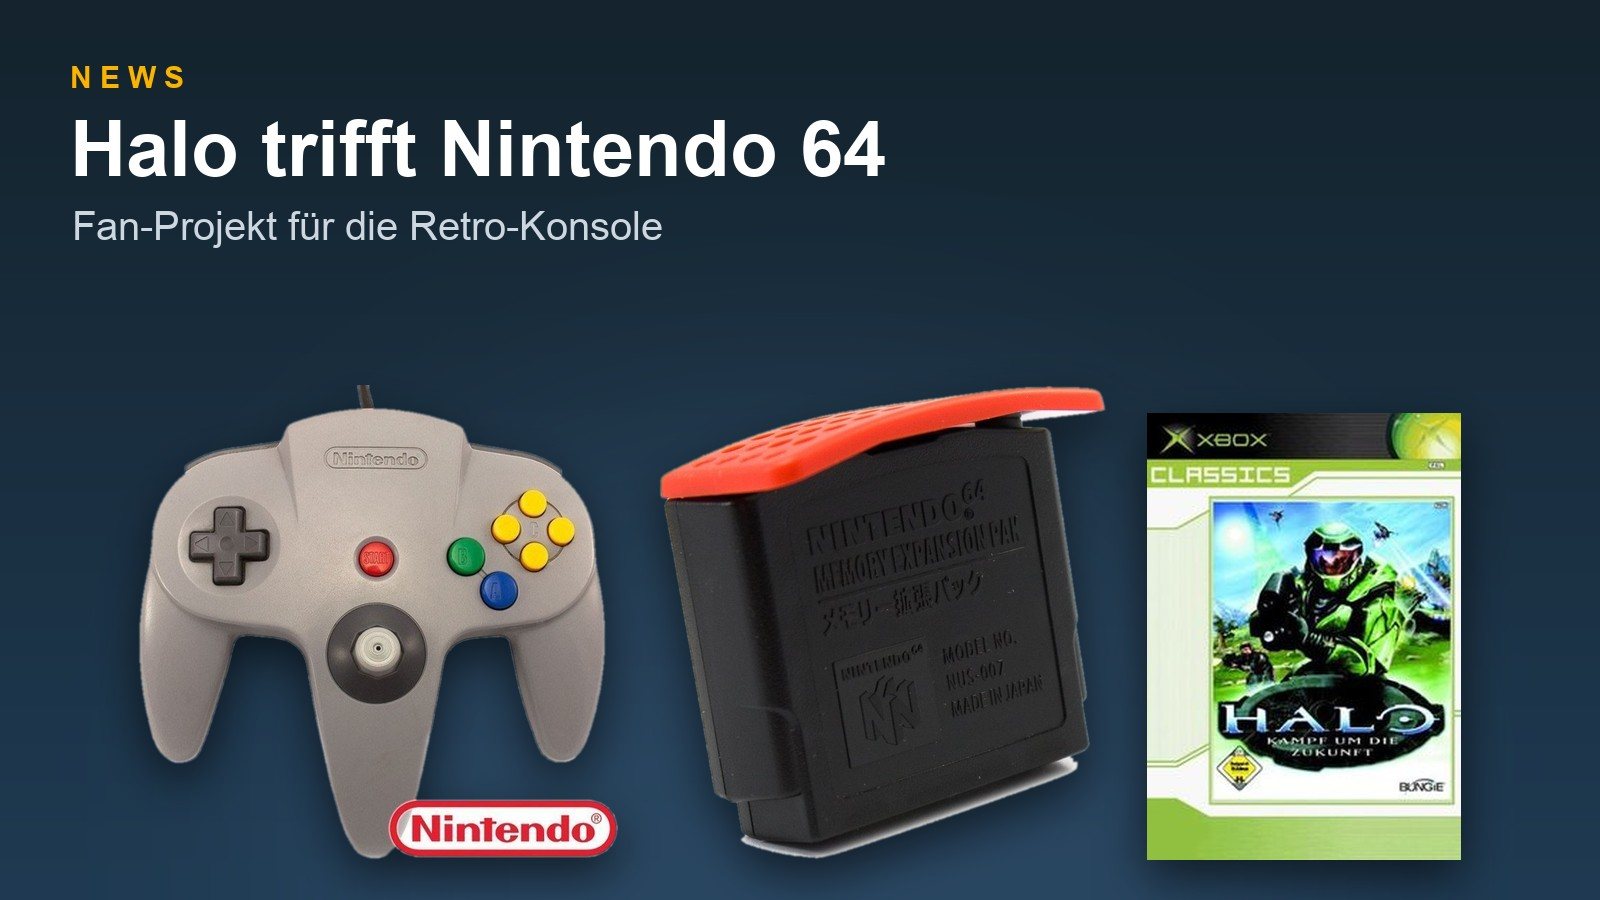 NEWS
Halo trifft Nintendo 64
Fan-Projekt für die Retro-Konsole
Nintendo
START
B
A
C
Nintendo®
NINTENDO64®
MEMORY EXPANSION PAK
メモリー拡張パック
NINTENDO64
MODEL NO.
NUS-007
MADE IN JAPAN
XBOX
CLASSICS
HALO
KAMPF UM DIE
ZUKUNFT
BUNGIE